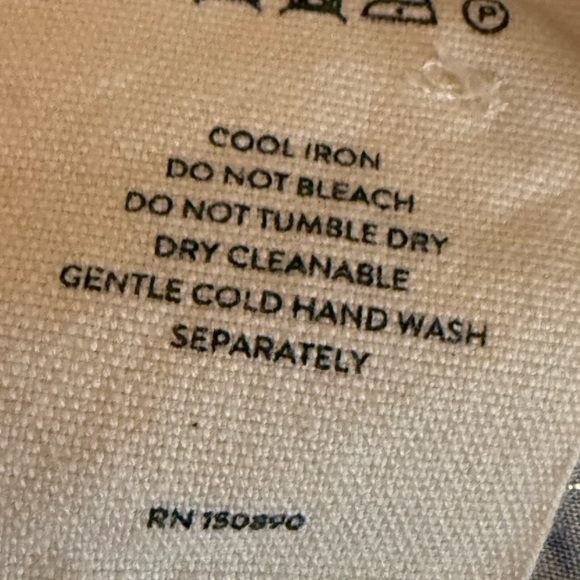 P
COOL IRON
DO NOT BLEACH
DO NOT TUMBLE DRY
DRY CLEANABLE
GENTLE COLD HAND WASH
SEPARATELY
RN 150890